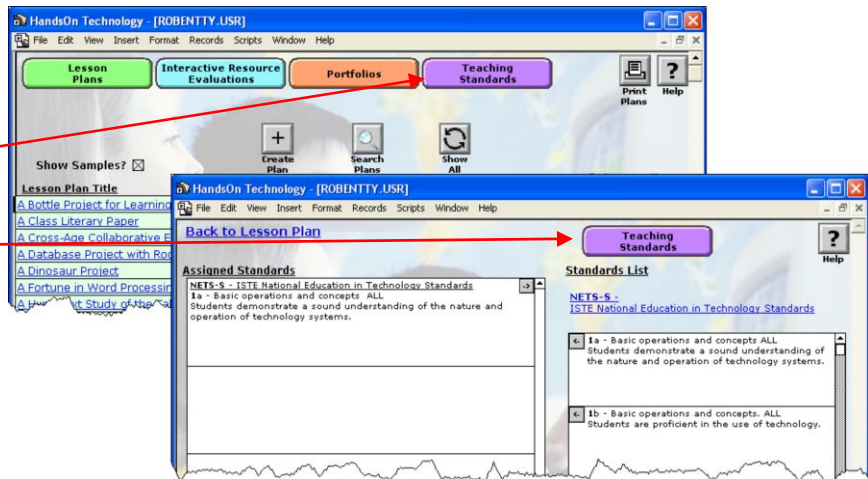 HandsOn Technology - [ROBENTTY.USR]
File Edit View Insert Format Records Scripts Window Help
Lesson Plans
Interactive Resource Evaluations
Portfolios
Teaching Standards
Print Plans
Help
Show Samples?
Create Plan
Search Plans
Show All
Lesson Plan Title
A Bottle Project for Learning
A Class Literary Paper
A Cross-Age Collaborative E
A Database Project with Roc
A Dinosaur Project
A Fortune in Word Processin
HandsOn Technology - [ROBENTTY.USR]
File Edit View Insert Format Records Scripts Window Help
Back to Lesson Plan
Teaching Standards
Help
Assigned Standards
NETS-S - ISTE National Education in Technology Standards
1a - Basic operations and concepts ALL
Students demonstrate a sound understanding of the nature and
operation of technology systems.
Standards List
NETS-S -
ISTE National Education in Technology Standards
1a - Basic operations and concepts ALL
Students demonstrate a sound understanding of
the nature and operation of technology systems.
1b - Basic operations and concepts. ALL
Students are proficient in the use of technology.